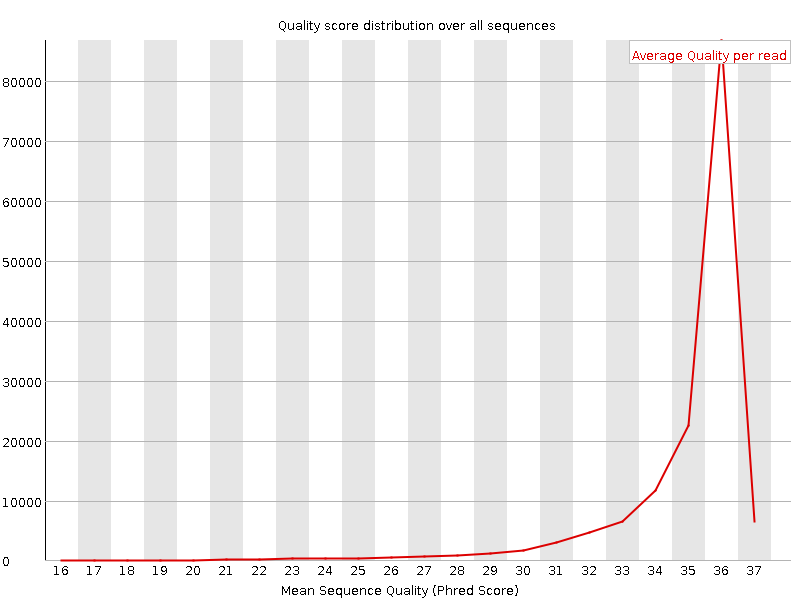 Quality score distribution over all sequences
Average Quality per read
80000
70000
60000
50000
40000
30000
20000
10000
0
16 17 18 19 20 21 22 23 24 25 26 27 28 29 30 31 32 33 34 35 36 37
Mean Sequence Quality (Phred Score)